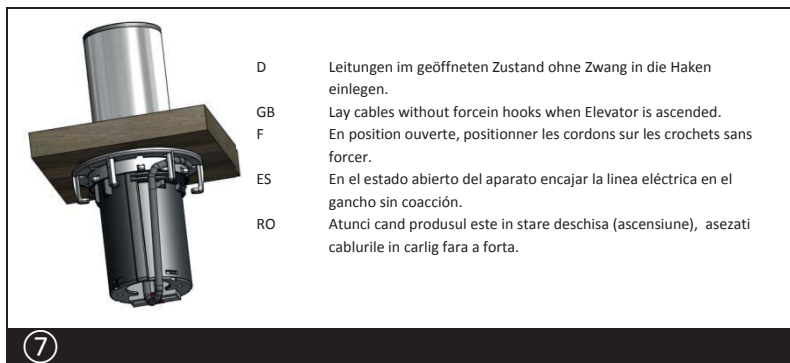 D Leitungen im geöffneten Zustand ohne Zwang in die Haken
einlegen.
GB Lay cables without forcein hooks when Elevator is ascended.
F En position ouverte, positionner les cordons sur les crochets sans
forcer.
ES En el estado abierto del aparato encajar la linea eléctrica en el
gancho sin coacción.
RO Atunci cand produsul este in stare deschisa (ascensiune), asezati
cablurile in carlig fara a forta.
7